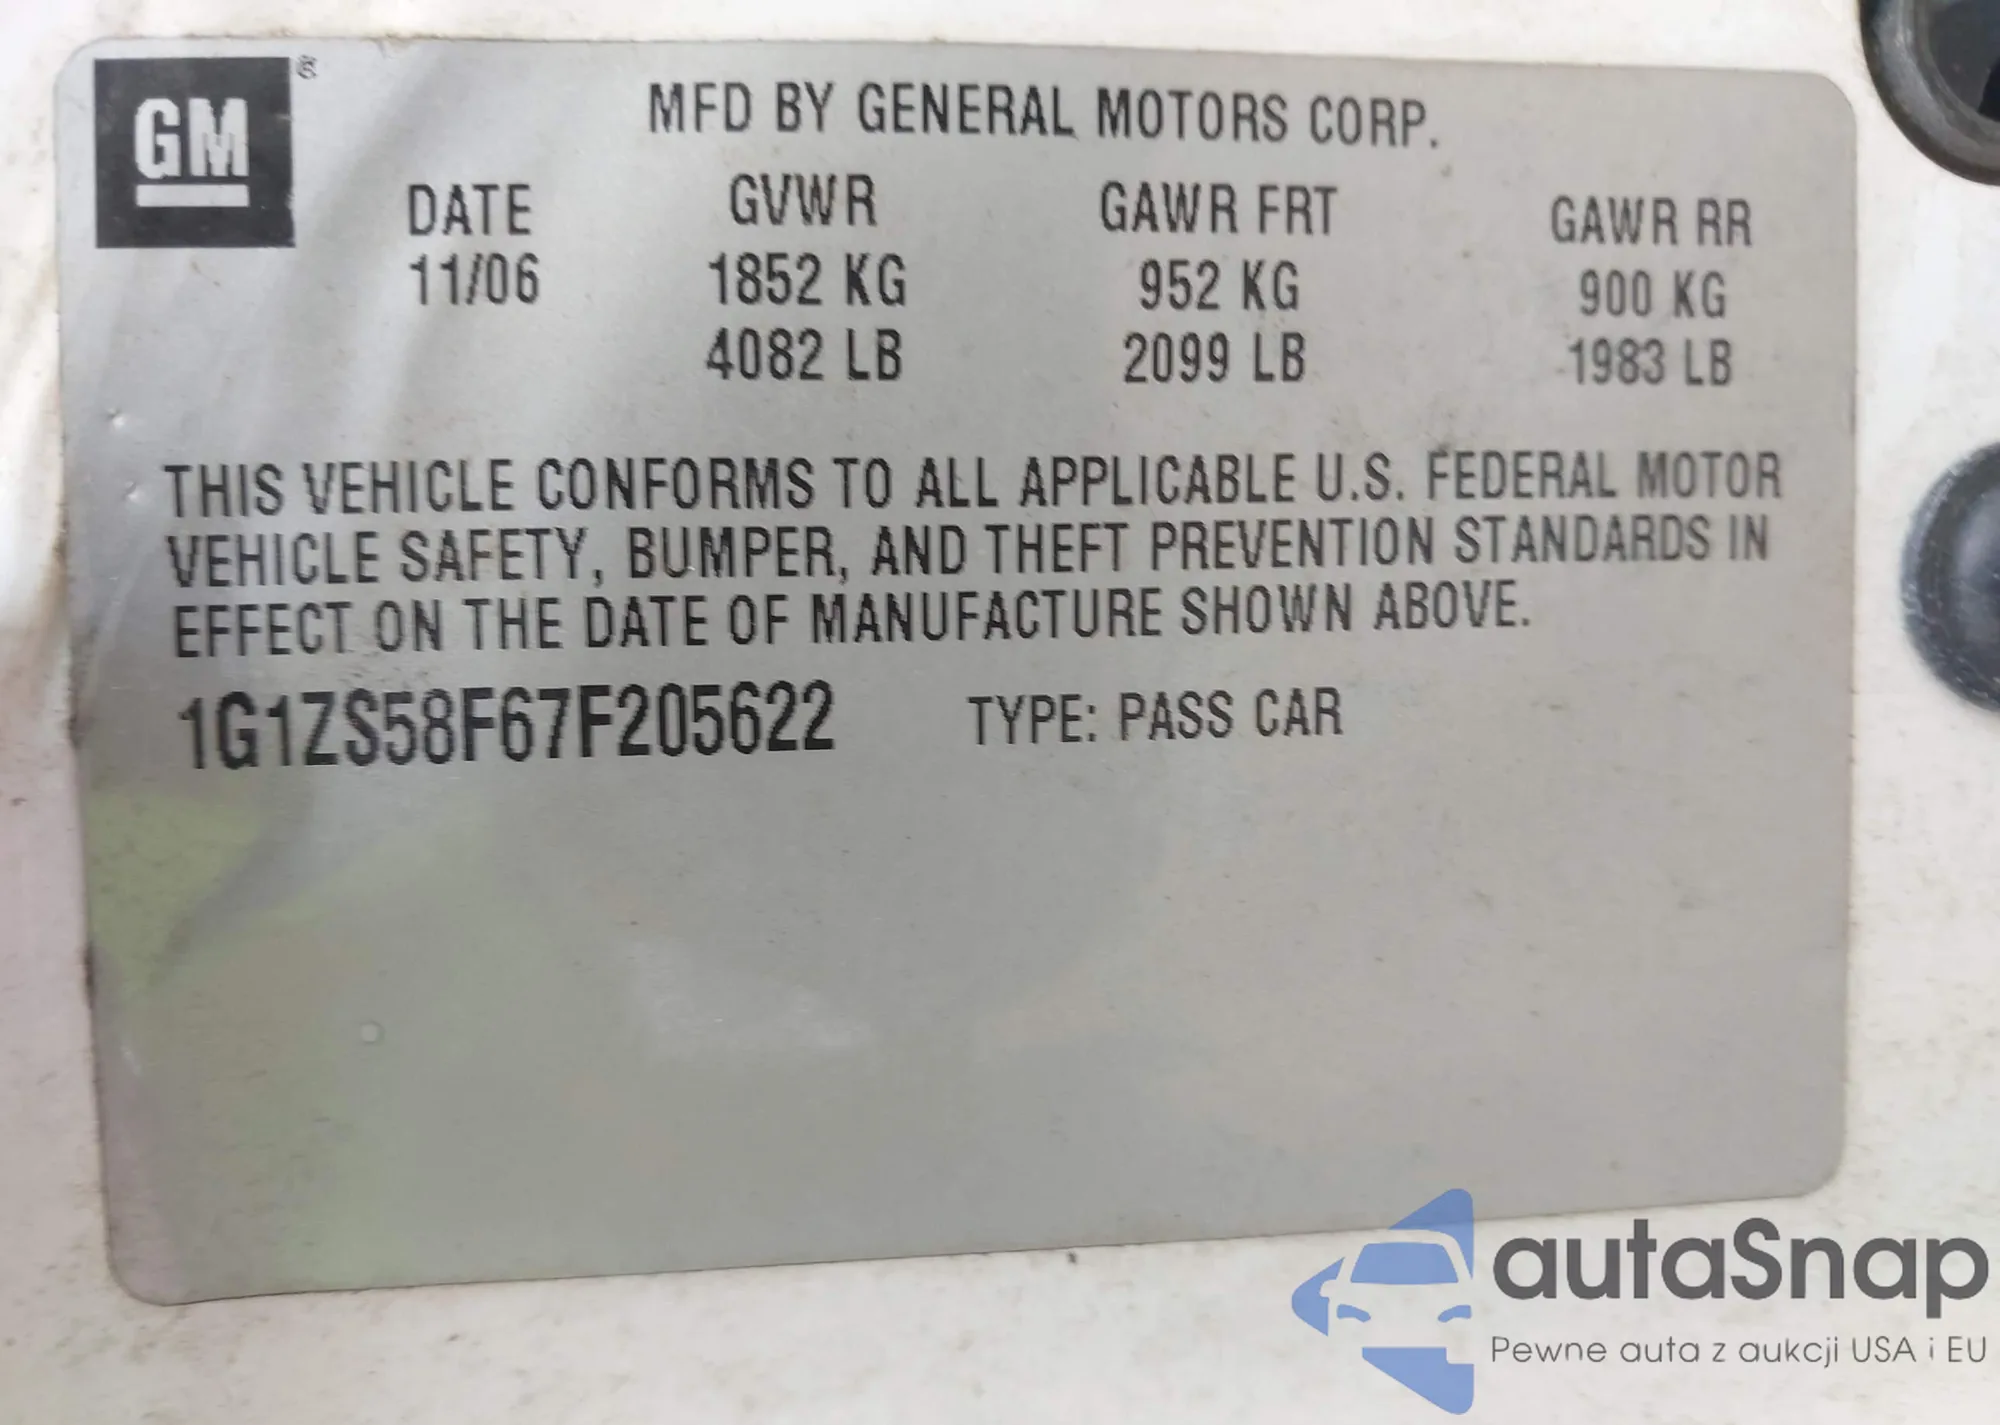 GM ®
MFD BY GENERAL MOTORS CORP.
DATE GVWR GAWR FRT GAWR RR
11/06 1852 KG 952 KG 900 KG
4082 LB 2099 LB 1983 LB
THIS VEHICLE CONFORMS TO ALL APPLICABLE U.S. FEDERAL MOTOR
VEHICLE SAFETY, BUMPER, AND THEFT PREVENTION STANDARDS IN
EFFECT ON THE DATE OF MANUFACTURE SHOWN ABOVE.
1G1ZS58F67F205622 TYPE: PASS CAR
autaSnap
Pewne auta z aukcji USA i EU